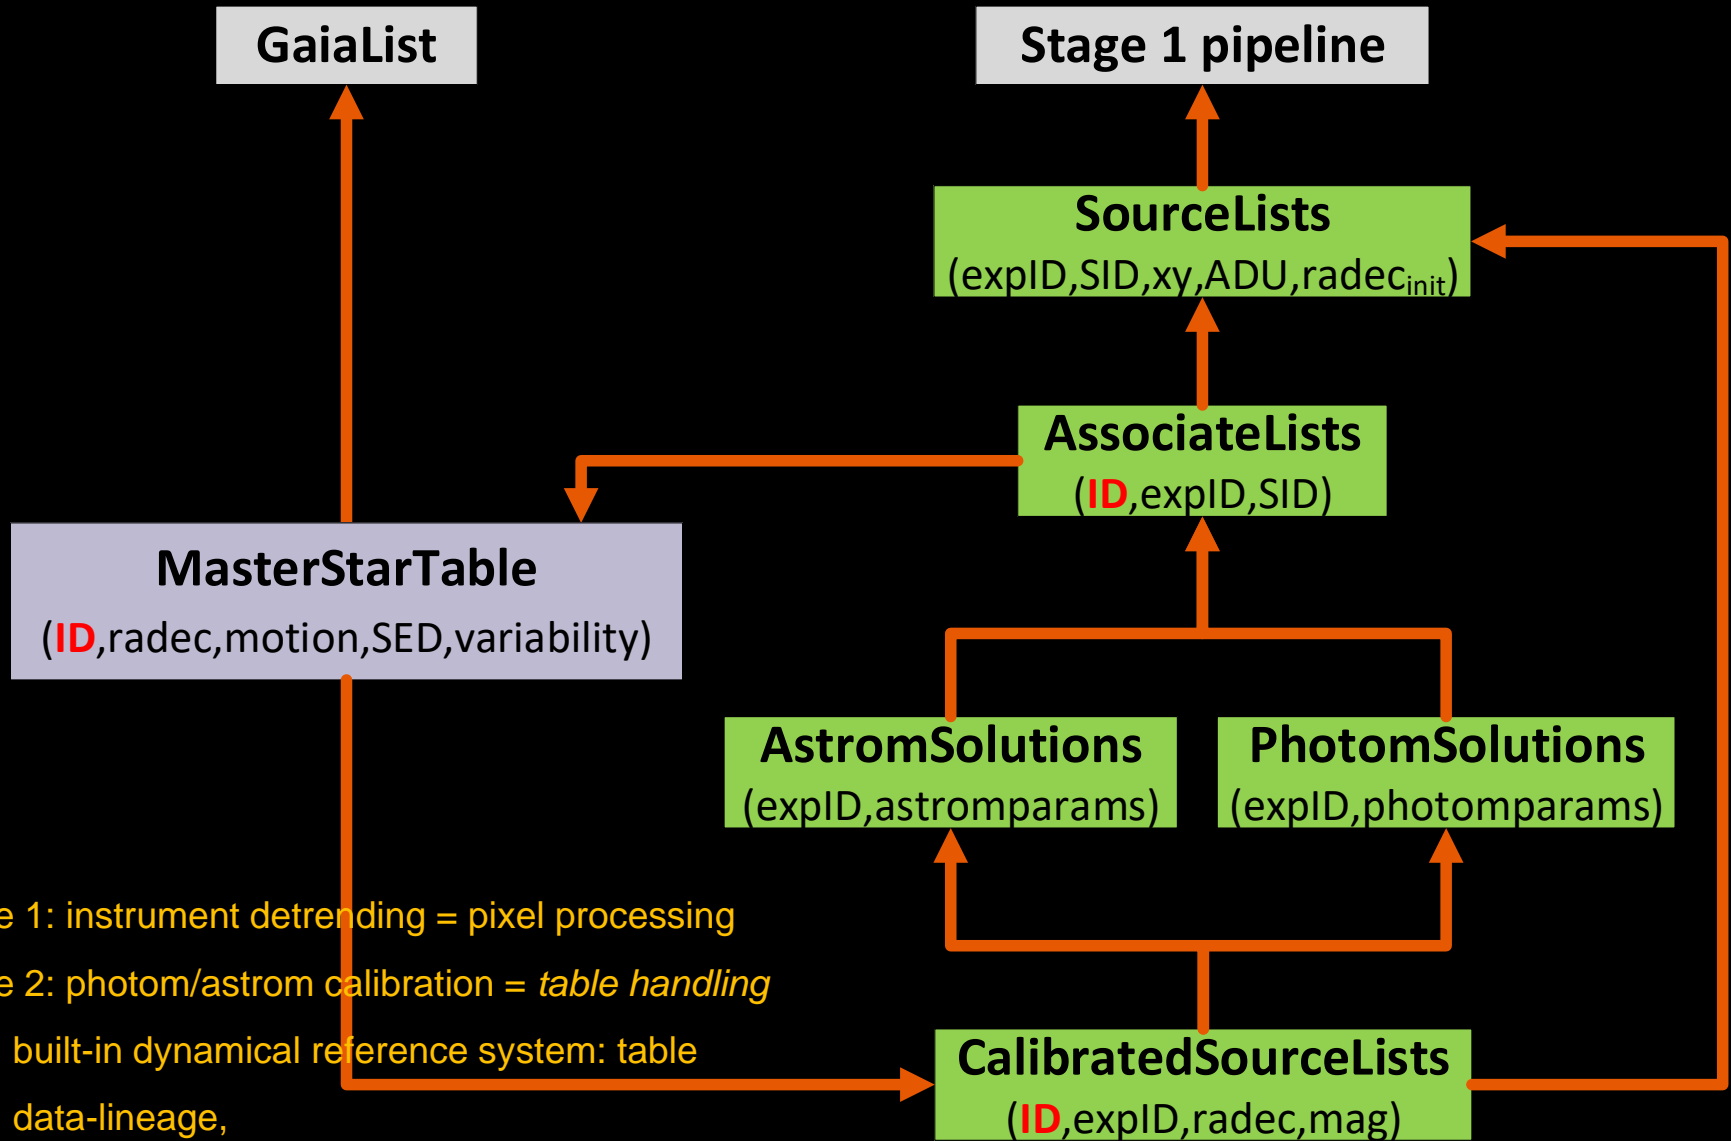 GaiaList
Stage 1 pipeline
SourceLists
(expID,SID,xy,ADU,radec_init)
AssociateLists
(ID,expID,SID)
MasterStarTable
(ID,radec,motion,SED,variability)
AstromSolutions
(expID,astromparams)
PhotomSolutions
(expID,photomparams)
e 1: instrument detrending = pixel processing
e 2: photom/astrom calibration = table handling
built-in dynamical reference system: table
data-lineage,
CalibratedSourceLists
(ID,expID,radec,mag)